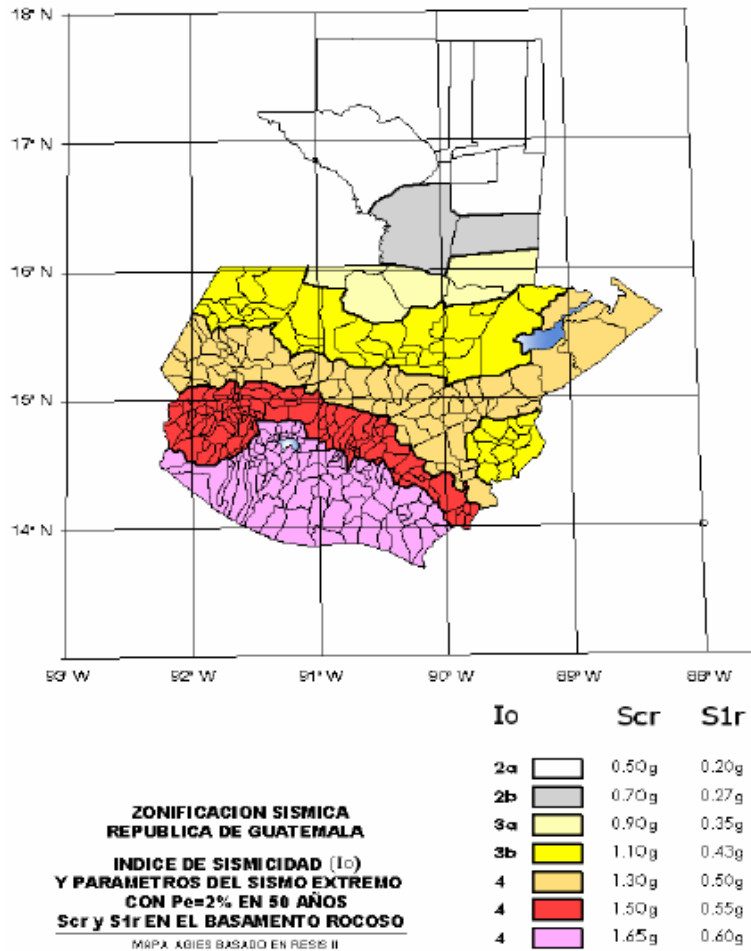 18° N
17° N
16° N
15° N
14° N
93° W 92° W 91° W 90° W 89° W 88° W
Io Scr S1r
2a 0.50g 0.20g
2b 0.70g 0.27g
3a 0.90g 0.35g
3b 1.10g 0.43g
4 1.30g 0.50g
4 1.50g 0.55g
4 1.65g 0.60g
ZONIFICACION SISMICA
REPUBLICA DE GUATEMALA
INDICE DE SISMICIDAD (Io)
Y PARAMETROS DEL SISMO EXTREMO
CON Pe=2% EN 50 AÑOS
Scr y S1r EN EL BASAMENTO ROCOSO
MAPA AGIES BASADO EN RESIS II